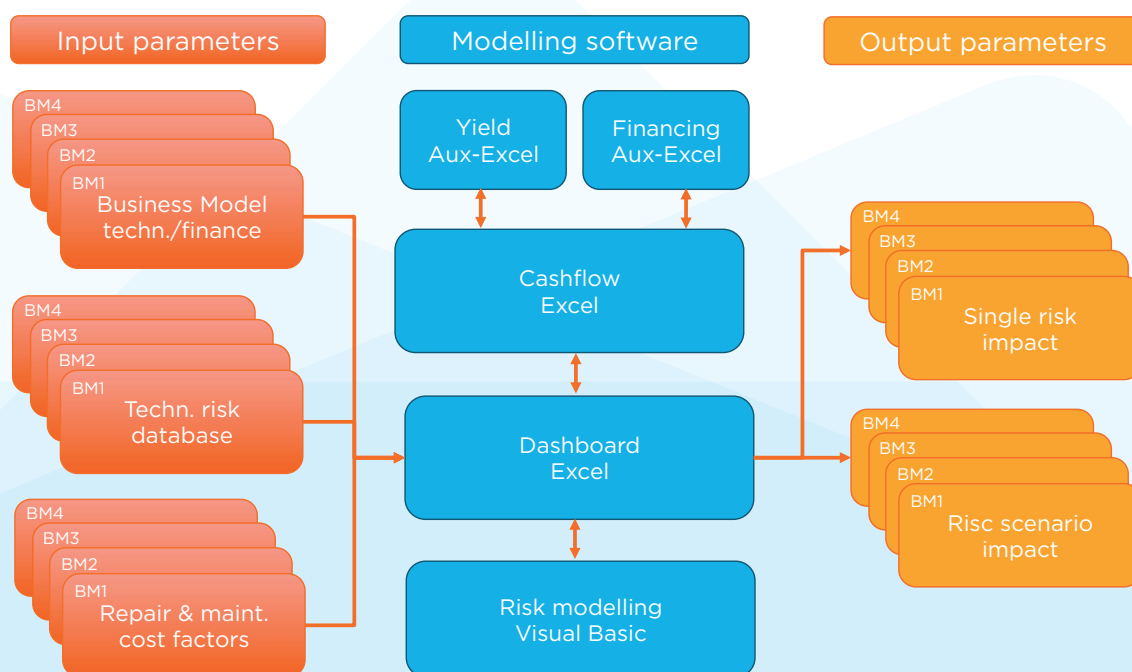 Input parameters
BM4
BM3
BM2
BM1
Business Model
techn./finance
BM4
BM3
BM2
BM1
Techn. risk
database
BM4
BM3
BM2
BM1
Repair & maint.
cost factors
Modelling software
Yield
Aux-Excel
Financing
Aux-Excel
Cashflow
Excel
Dashboard
Excel
Risk modelling
Visual Basic
Output parameters
BM4
BM3
BM2
BM1
Single risk
impact
BM4
BM3
BM2
BM1
Risc scenario
impact